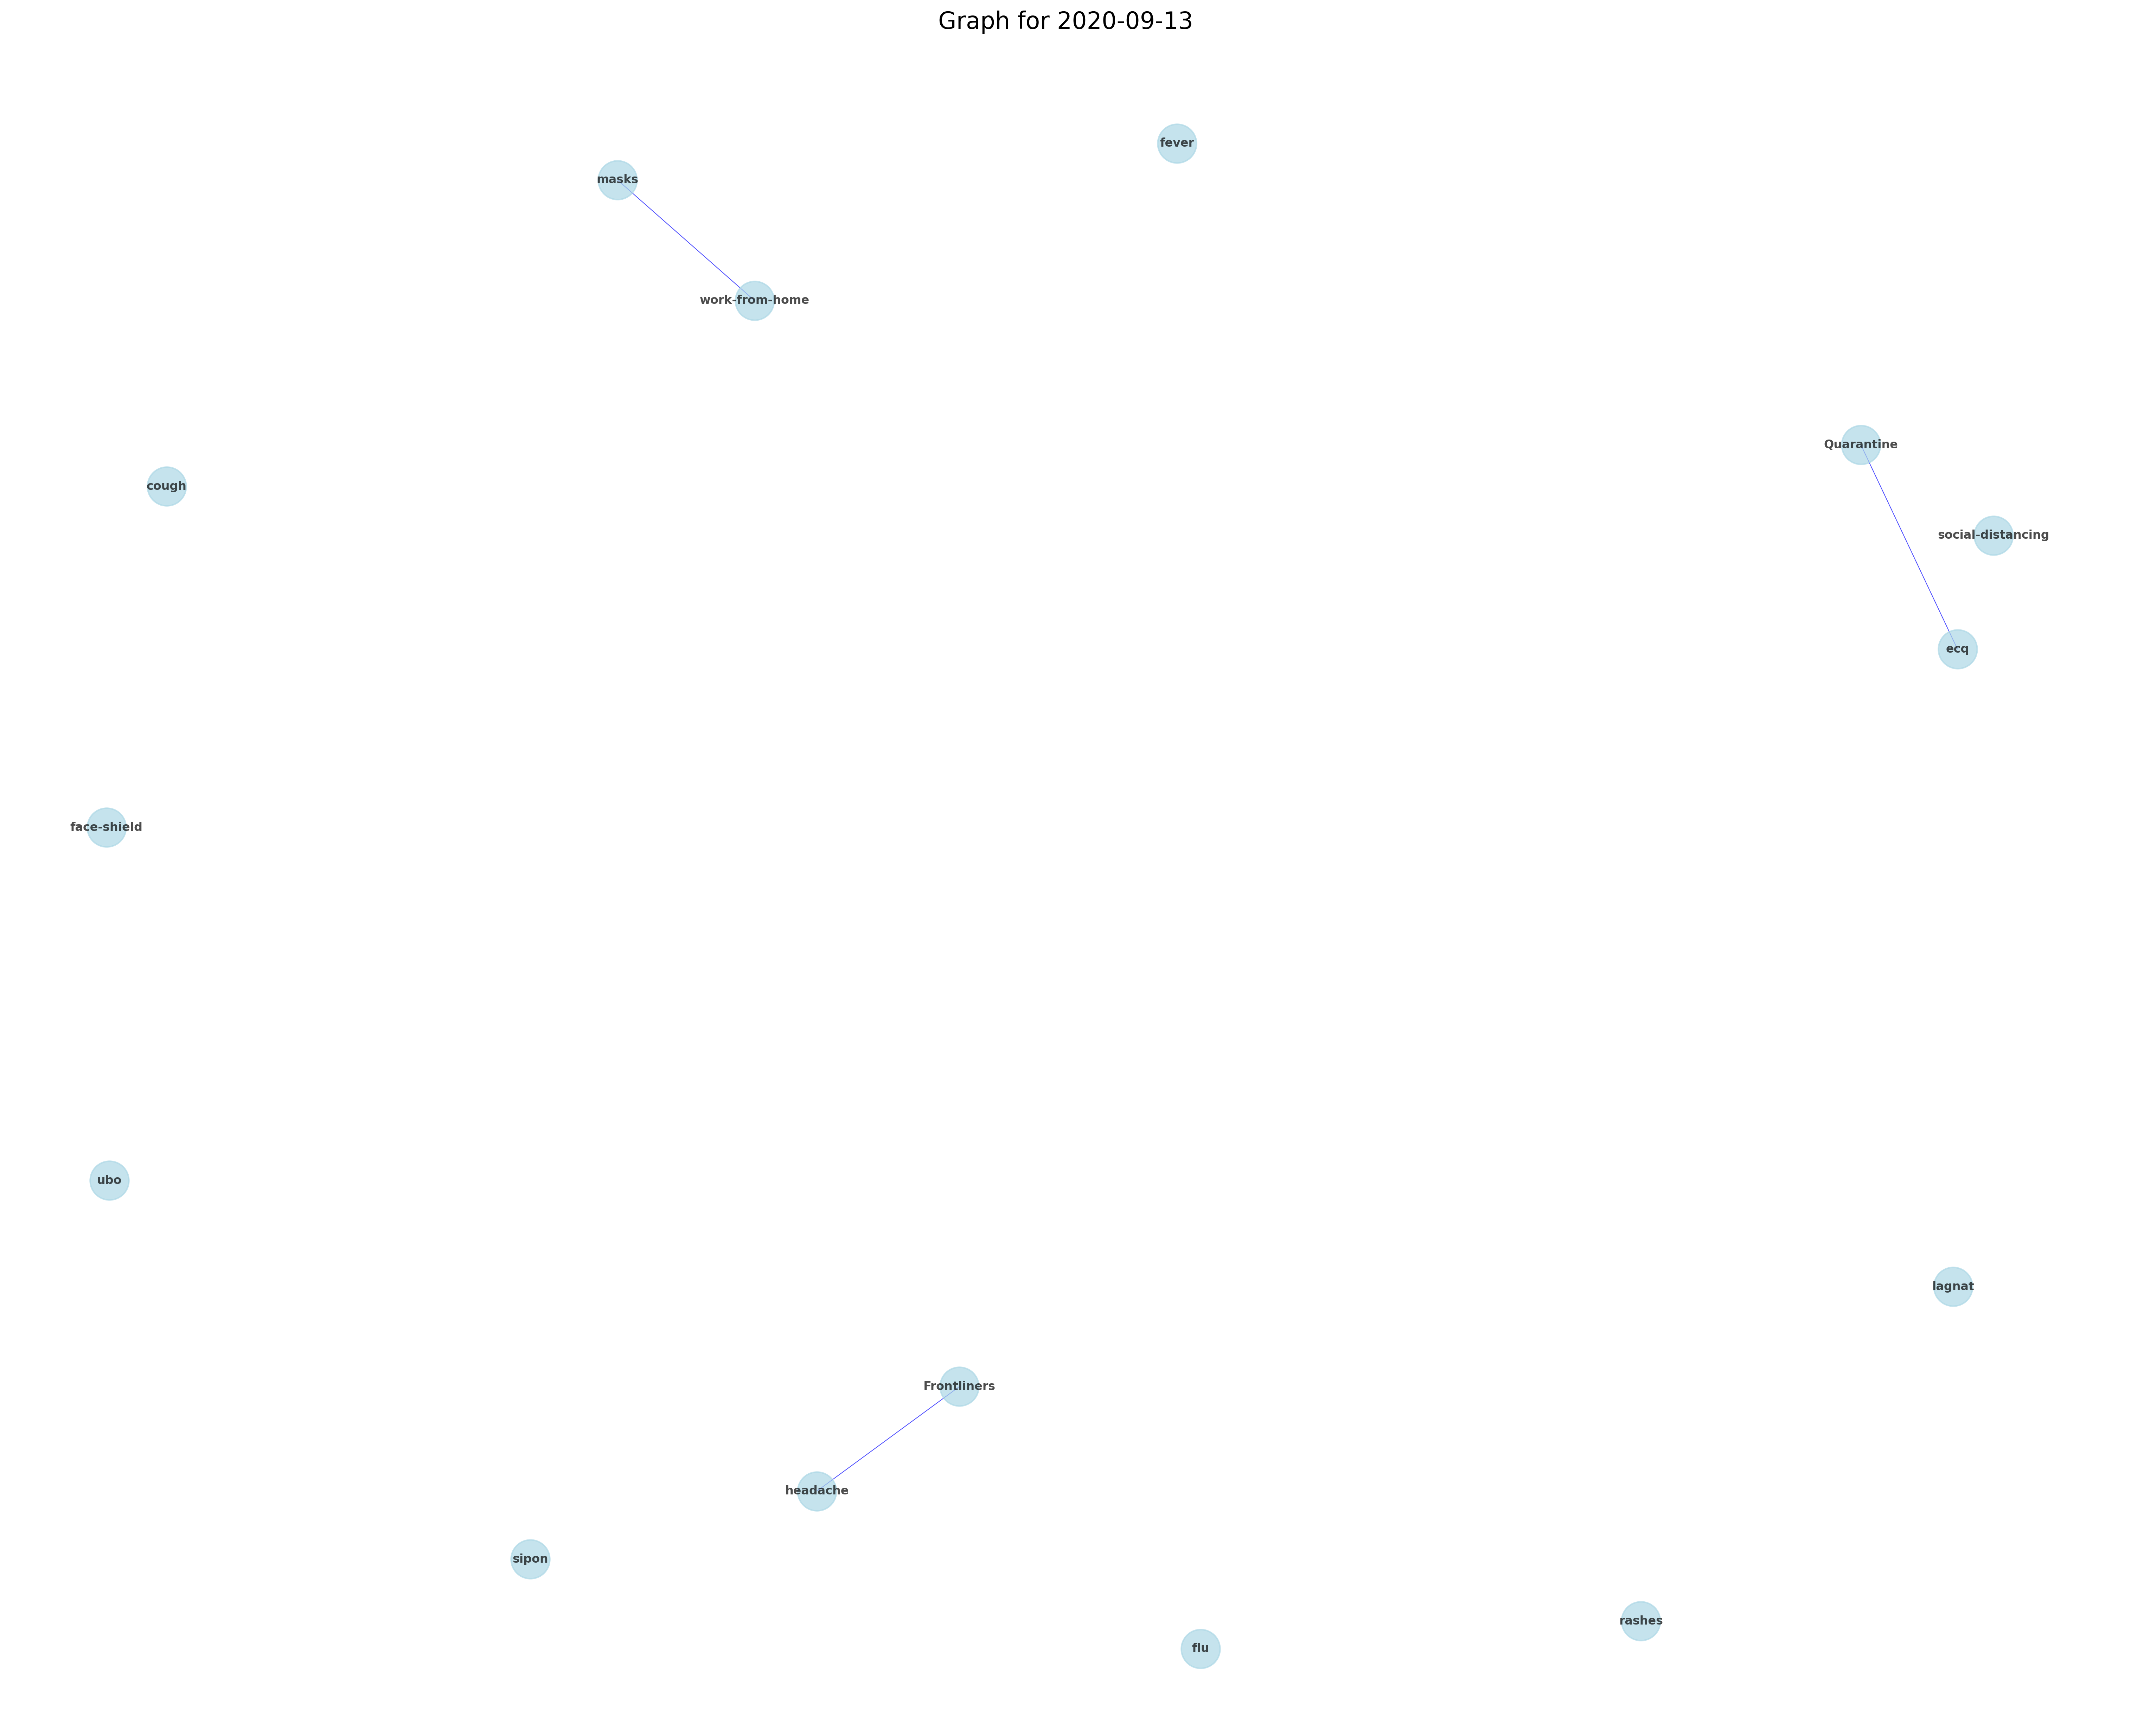 Graph for 2020-09-13
fever
masks
work-from-home
Quarantine
cough
social-distancing
ecq
face-shield
ubo
lagnat
Frontliners
headache
sipon
rashes
flu